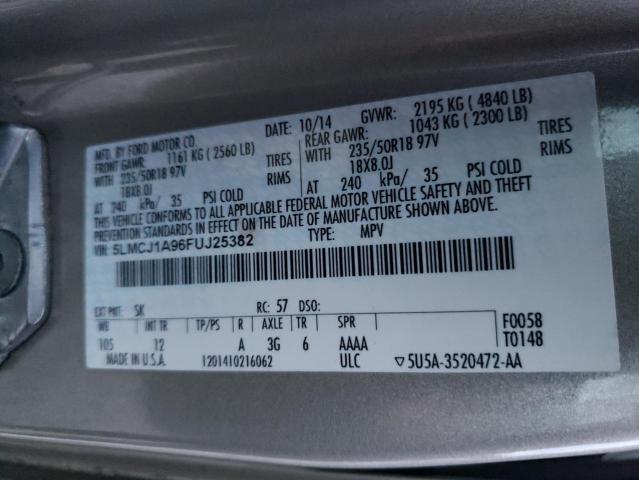 MFD. BY FORD MOTOR CO. DATE: 10/14 GVWR: 2195 KG ( 4840 LB)
FRONT GAWR: 1161 KG ( 2560 LB) REAR GAWR: 1043 KG ( 2300 LB)
WITH 235/50R18 97V TIRES WITH 235/50R18 97V TIRES
18X8.0J RIMS 18X8.0J RIMS
AT 240 kPa/ 35 PSI COLD AT 240 kPa/ 35 PSI COLD
THIS VEHICLE CONFORMS TO ALL APPLICABLE FEDERAL MOTOR VEHICLE SAFETY AND THEFT
PREVENTION STANDARDS IN EFFECT ON THE DATE OF MANUFACTURE SHOWN ABOVE.
VIN: 5LMCJ1A96FUJ25382 TYPE: MPV
EXT PNT: SK RC: 57 DSO:
WB INT TR TP/PS R AXLE TR SPR F0058
105 12 A 3G 6 AAAA T0148
MADE IN U.S.A. 1201410216062 ULC ▽5U5A-3520472-AA